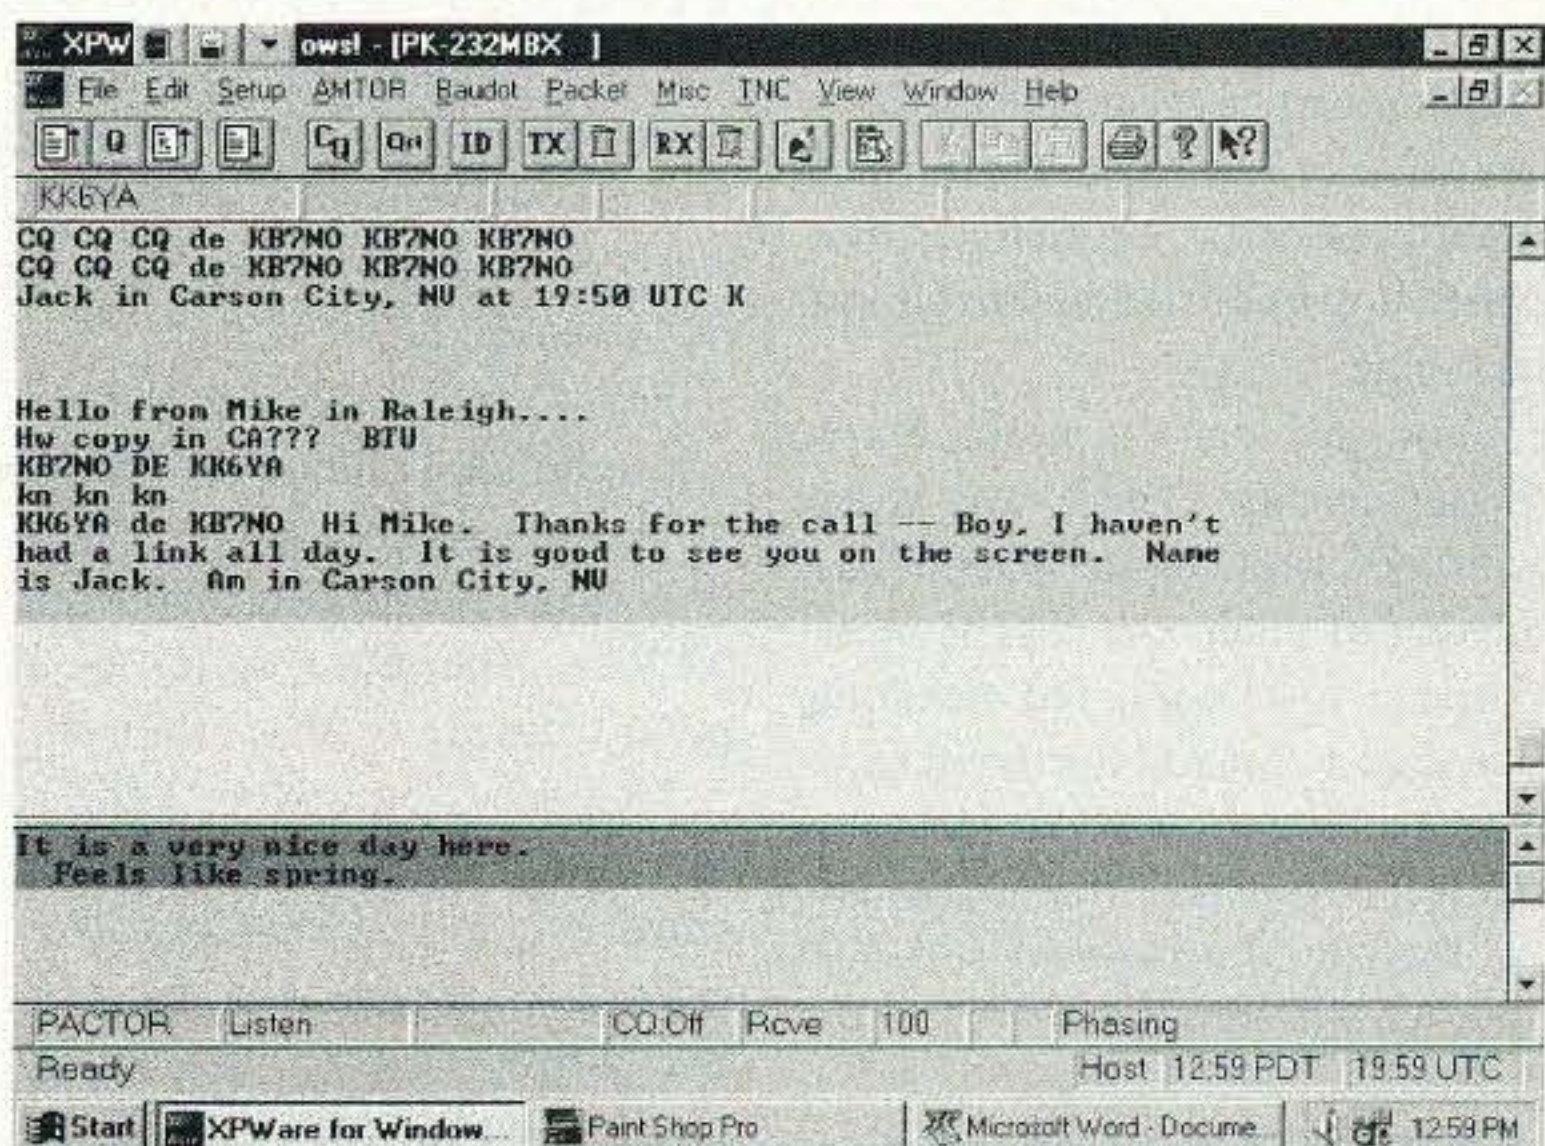 XPW ows! - [PK-232MBX ]
File Edit Setup AMTOR Baudot Packet Misc TNC View Window Help
Q CQ Qrt ID TX RX
KK6YA
CQ CQ CQ de KB7NO KB7NO KB7NO
CQ CQ CQ de KB7NO KB7NO KB7NO
Jack in Carson City, NV at 19:50 UTC K
Hello from Mike in Raleigh....
Hw copy in CA??? BTU
KB7NO DE KK6YA
kn kn kn
KK6YA de KB7NO Hi Mike. Thanks for the call -- Boy, I haven't
had a link all day. It is good to see you on the screen. Name
is Jack. Am in Carson City, NV
It is a very nice day here.
Feels like spring.
PACTOR Listen CQ:Off Rcve 100 Phasing
Ready Host 12:59 PDT 19:59 UTC
Start XPWare for Window... Paint Shop Pro Microsoft Word - Docume... 12:59 PM